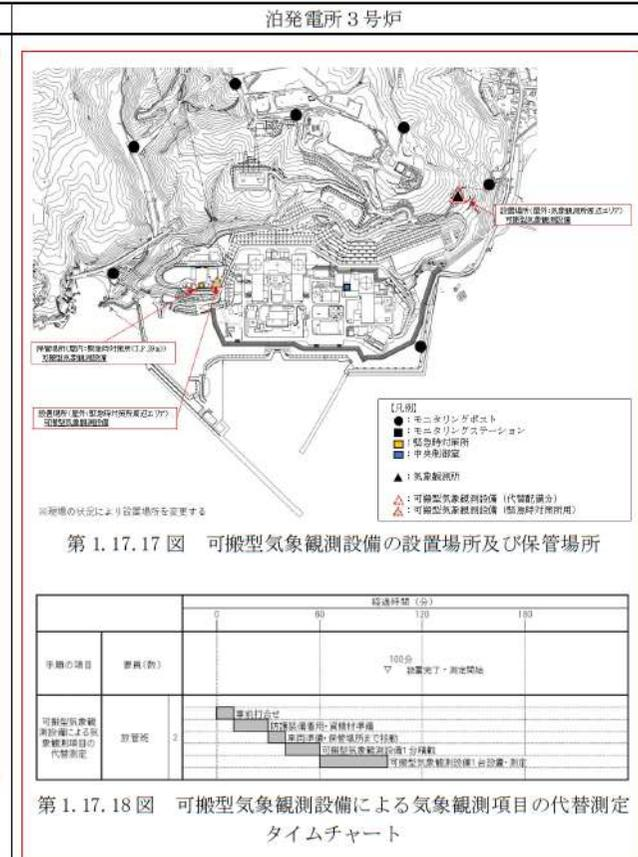 泊発電所3号炉
設置場所(屋外:気象観測所周辺エリア)
可搬型気象観測設備
保管場所(屋内:緊急時対策所(T.P.39m))
可搬型気象観測設備
設置場所(屋外:緊急時対策所周辺エリア)
可搬型気象観測設備
【凡例】
●:モニタリングポスト
■:モニタリングステーション
:緊急時対策所
:中央制御室
▲:気象観測所
△:可搬型気象観測設備(代替配備分)
△:可搬型気象観測設備(緊急時対策所用)
※現場の状況により設置場所を変更する
第 1.17.17 図 可搬型気象観測設備の設置場所及び保管場所
経過時間(分)
0 60 120 180
手順の項目 要員(数)
100分
▽ 設置完了・測定開始
可搬型気象観
測設備による気
象観測項目の
代替測定
放管班 2
事前打合せ
防護装備着用・資機材準備
車両準備・保管場所まで移動
可搬型気象観測設備1台積載
可搬型気象観測設備1台設置・測定
第 1.17.18 図 可搬型気象観測設備による気象観測項目の代替測定
タイムチャート